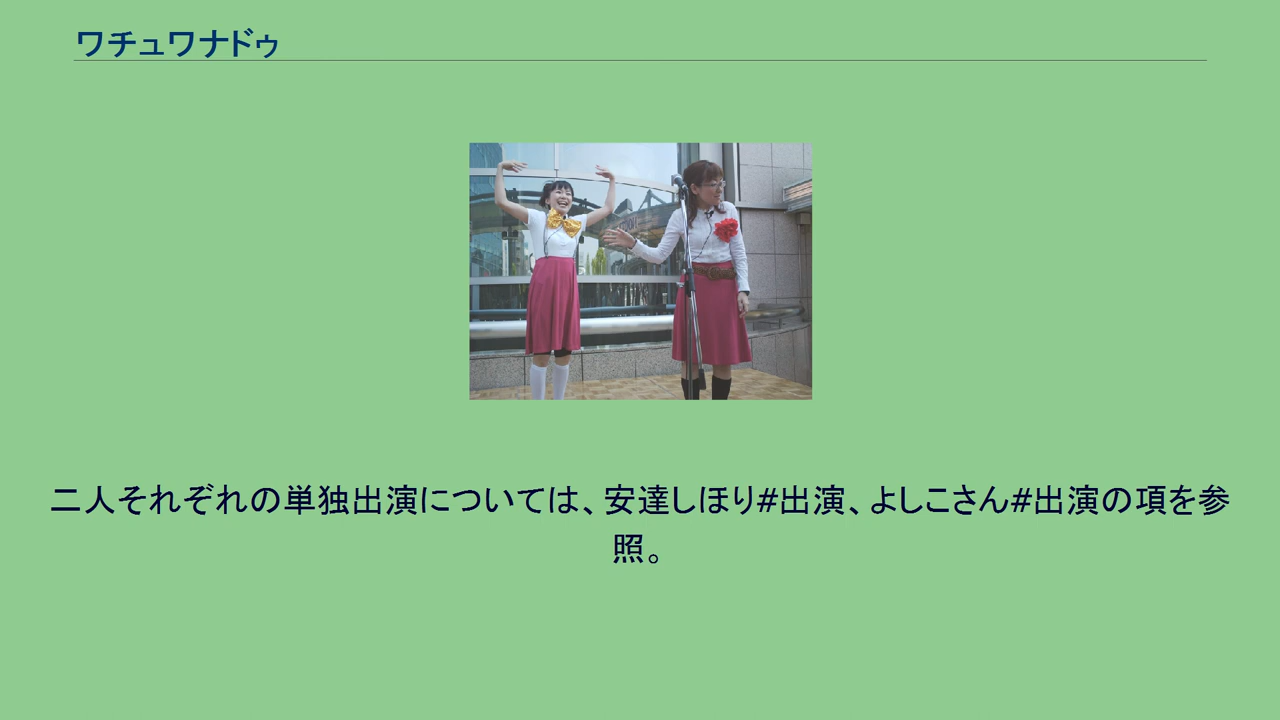 ワチュワナドゥ
二人それぞれの単独出演については、安達しほり#出演、よしこさん#出演の項を参
照。